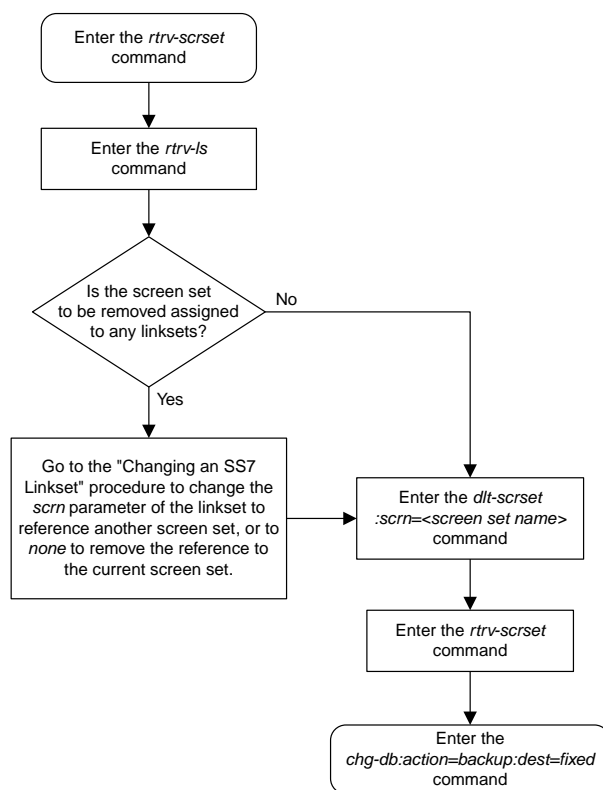 Enter the rtrv-scrset
command
Enter the rtrv-ls
command
Is the screen set
to be removed assigned
to any linksets?
No
Yes
Go to the "Changing an SS7
Linkset" procedure to change the
scrn parameter of the linkset to
reference another screen set, or to
none to remove the reference to
the current screen set.
Enter the dlt-scrset
:scrn=<screen set name>
command
Enter the rtrv-scrset
command
Enter the
chg-db:action=backup:dest=fixed
command